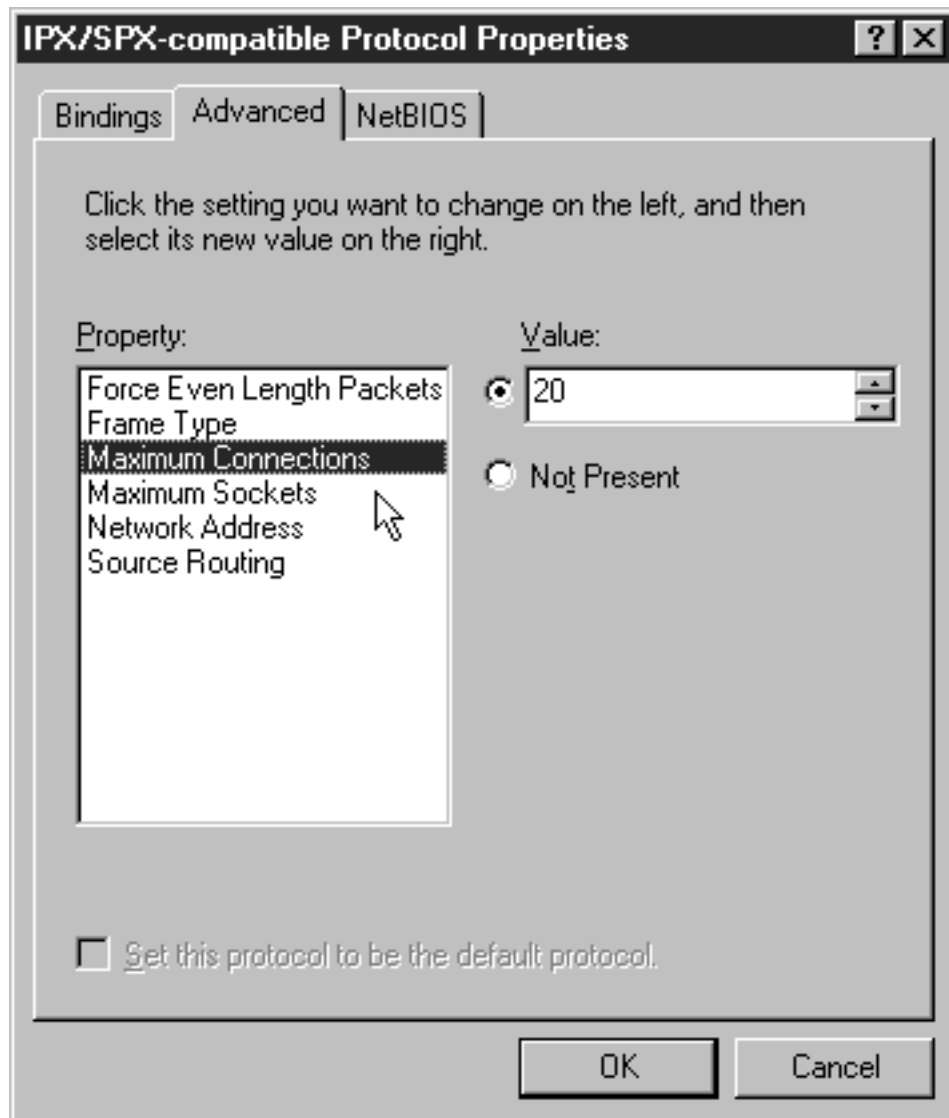 IPX/SPX-compatible Protocol Properties
Bindings
Advanced
NetBIOS
Click the setting you want to change on the left, and then
select its new value on the right.
Property:
Value:
Force Even Length Packets
Frame Type
Maximum Connections
Maximum Sockets
Network Address
Source Routing
20
Not Present
Set this protocol to be the default protocol.
OK
Cancel